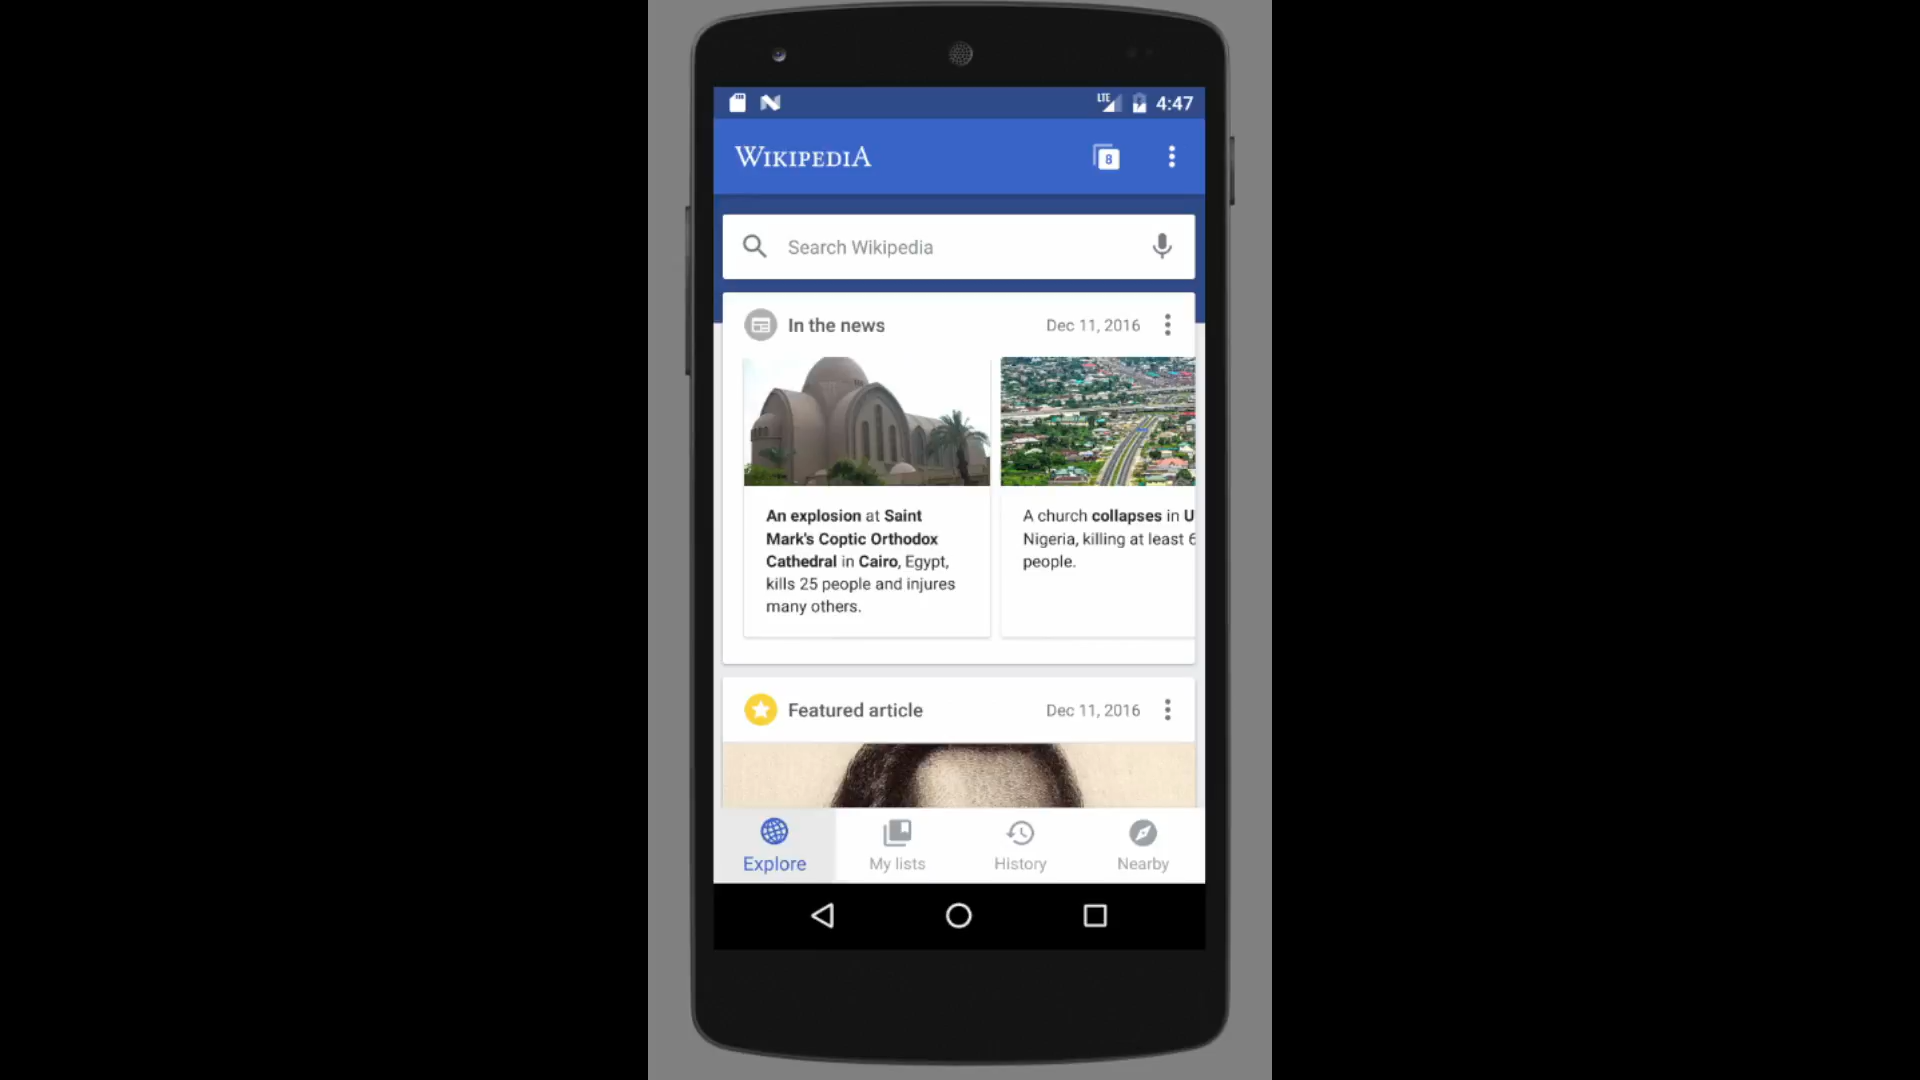 LTE 4:47
WIKIPEDIA
8
Search Wikipedia
In the news
Dec 11, 2016
An explosion at Saint
Mark's Coptic Orthodox
Cathedral in Cairo, Egypt,
kills 25 people and injures
many others.
A church collapses in U
Nigeria, killing at least 6
people.
Featured article
Dec 11, 2016
Explore
My lists
History
Nearby